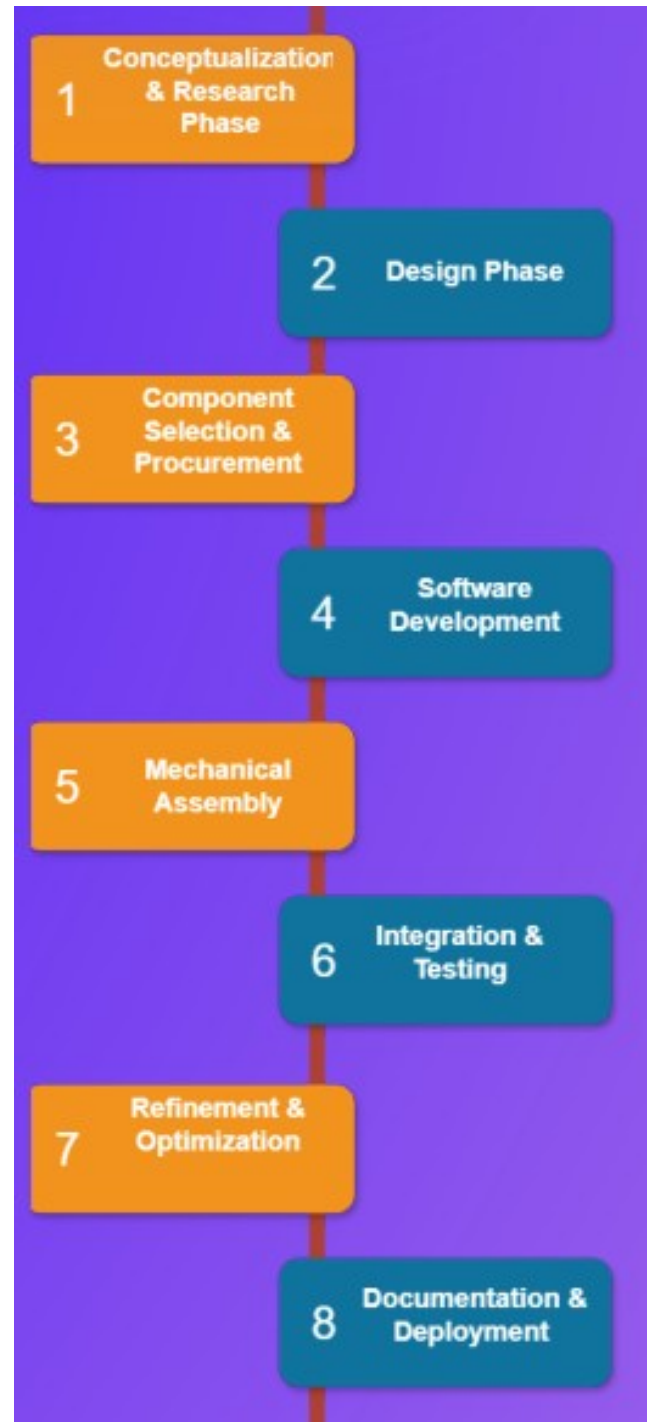 1
Conceptualization
& Research
Phase
2
Design Phase
3
Component
Selection &
Procurement
4
Software
Development
5
Mechanical
Assembly
6
Integration &
Testing
7
Refinement &
Optimization
8
Documentation &
Deployment